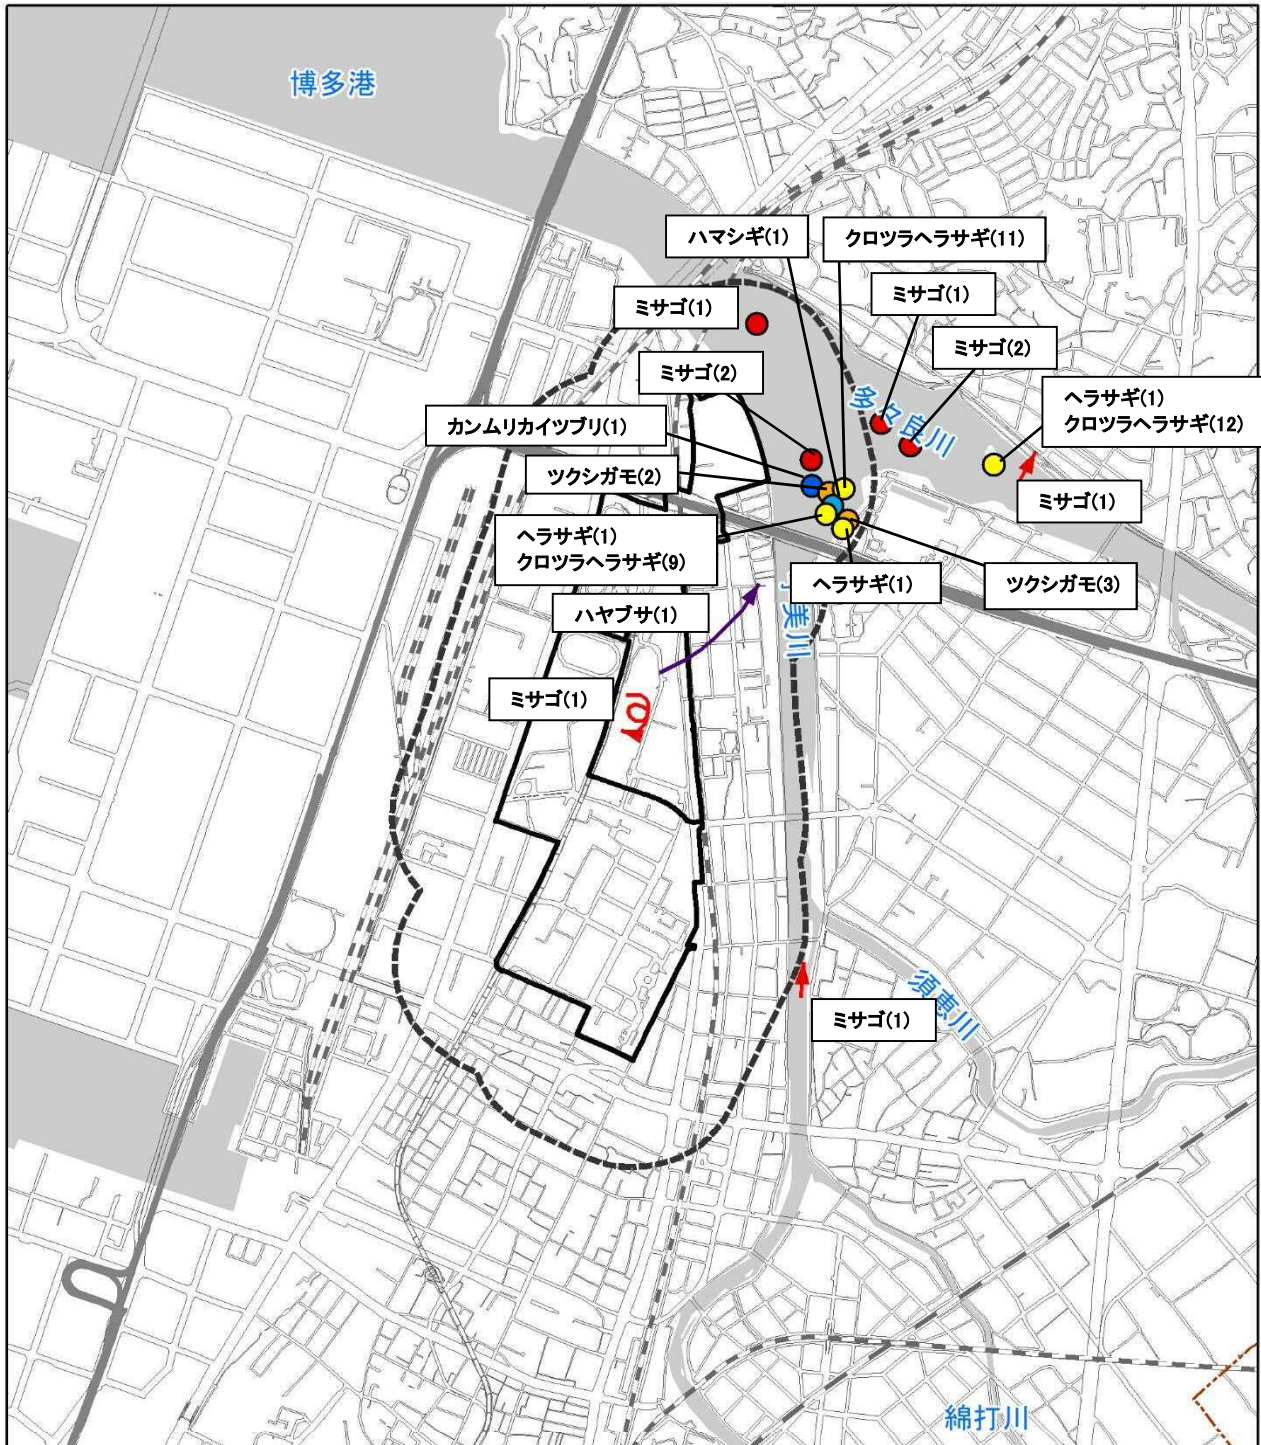 博多港
ハマシギ(1)
クロツラヘラサギ(11)
ミサゴ(1)
ミサゴ(1)
ミサゴ(2)
ミサゴ(2)
ヘラサギ(1)
クロツラヘラサギ(12)
多々良川
カンムリカイツブリ(1)
ツクシガモ(2)
ミサゴ(1)
ヘラサギ(1)
クロツラヘラサギ(9)
ヘラサギ(1)
ツクシガモ(3)
ハヤブサ(1)
美川
ミサゴ(1)
須恵川
ミサゴ(1)
綿打川